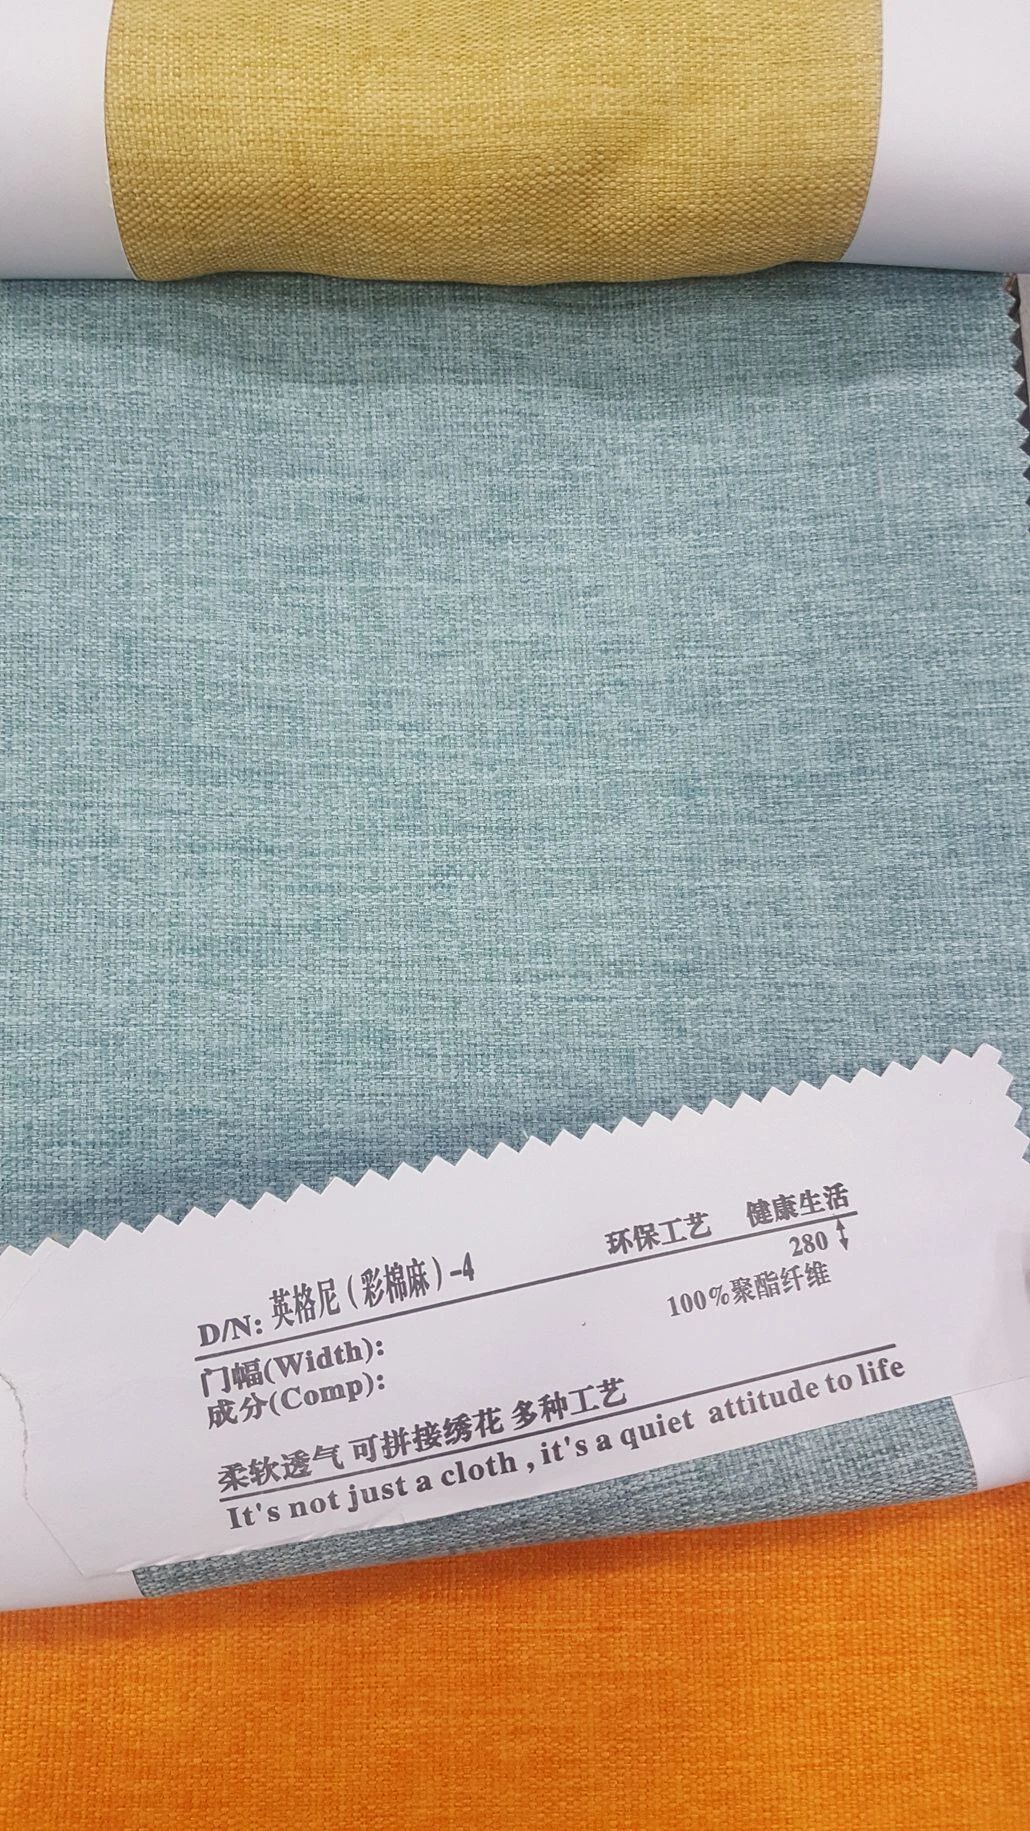 环保工艺 健康生活
D/N: 英格尼（彩棉麻）-4
门幅(Width): 280
成分(Comp): 100%聚酯纤维
柔软透气 可拼接绣花 多种工艺
It's not just a cloth , it's a quiet attitude to life